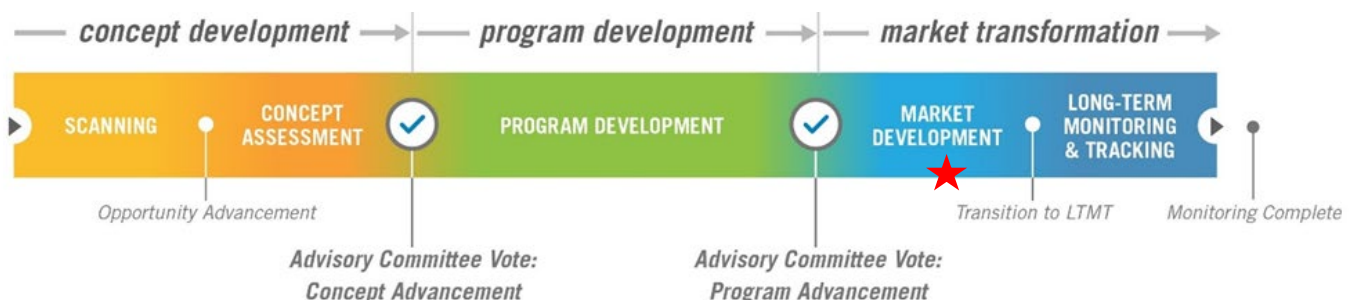 concept development
program development
market transformation
SCANNING
CONCEPT
ASSESSMENT
PROGRAM DEVELOPMENT
MARKET
DEVELOPMENT
LONG-TERM
MONITORING
& TRACKING
Opportunity Advancement
Transition to LTMT
Monitoring Complete
Advisory Committee Vote:
Concept Advancement
Advisory Committee Vote:
Program Advancement